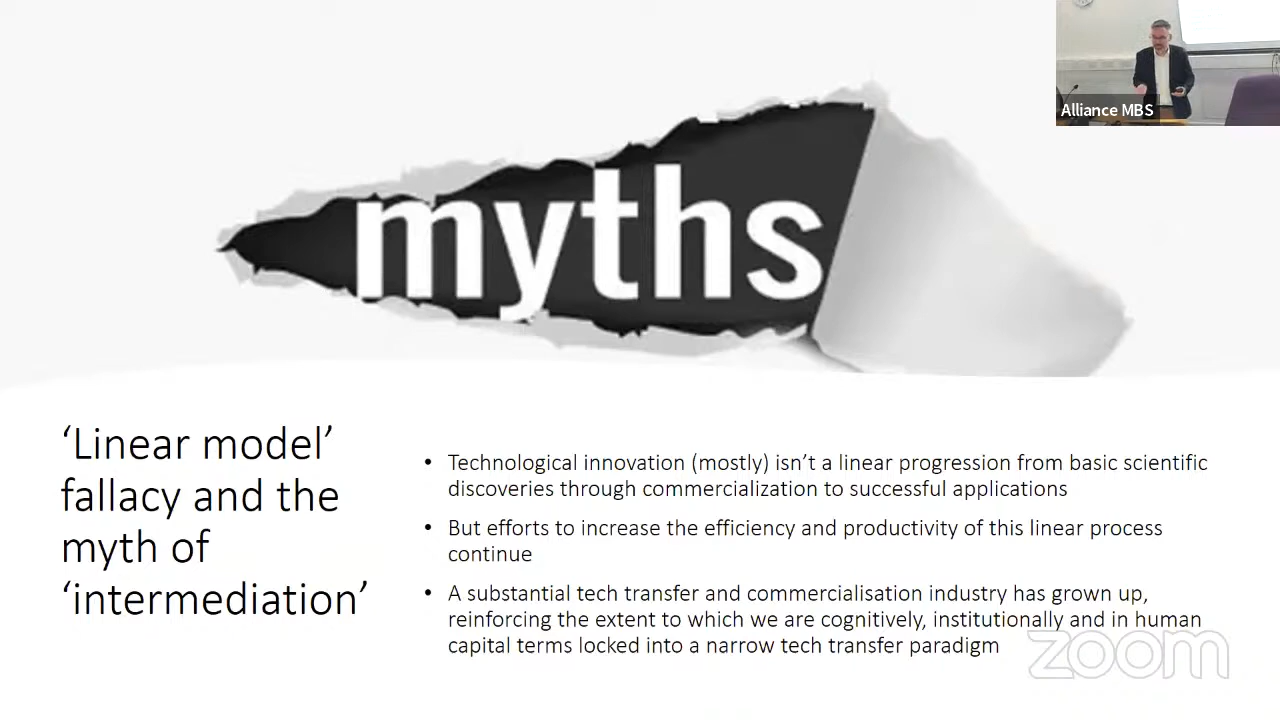 Alliance MBS
myths
‘Linear model’
fallacy and the
myth of
‘intermediation’
• Technological innovation (mostly) isn’t a linear progression from basic scientific
discoveries through commercialization to successful applications
• But efforts to increase the efficiency and productivity of this linear process
continue
• A substantial tech transfer and commercialisation industry has grown up,
reinforcing the extent to which we are cognitively, institutionally and in human
capital terms locked into a narrow tech transfer paradigm
zoom